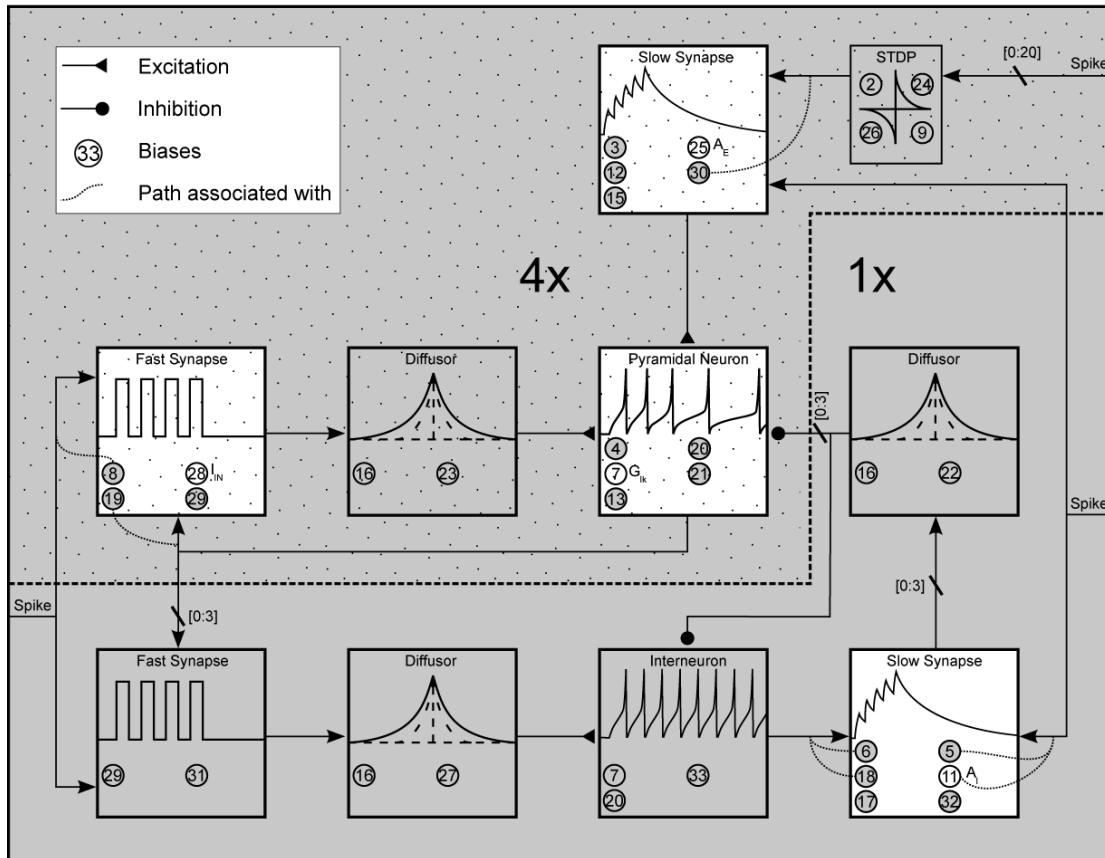 Excitation
Inhibition
33 Biases
Path associated with
Slow Synapse
3 25 A_E
12 30
15
STDP
2 24
26 9
[0:20]
Spike
4x
1x
Fast Synapse
8 28 I_IN
19 29
Diffusor
16 23
Pyramidal Neuron
4 20
7 G_lk 21
13
[0:3]
Diffusor
16 22
Spike
Spike
[0:3]
[0:3]
Fast Synapse
29 31
Diffusor
16 27
Interneuron
7 33
20
Slow Synapse
6 5
18 11 A_I
17 32